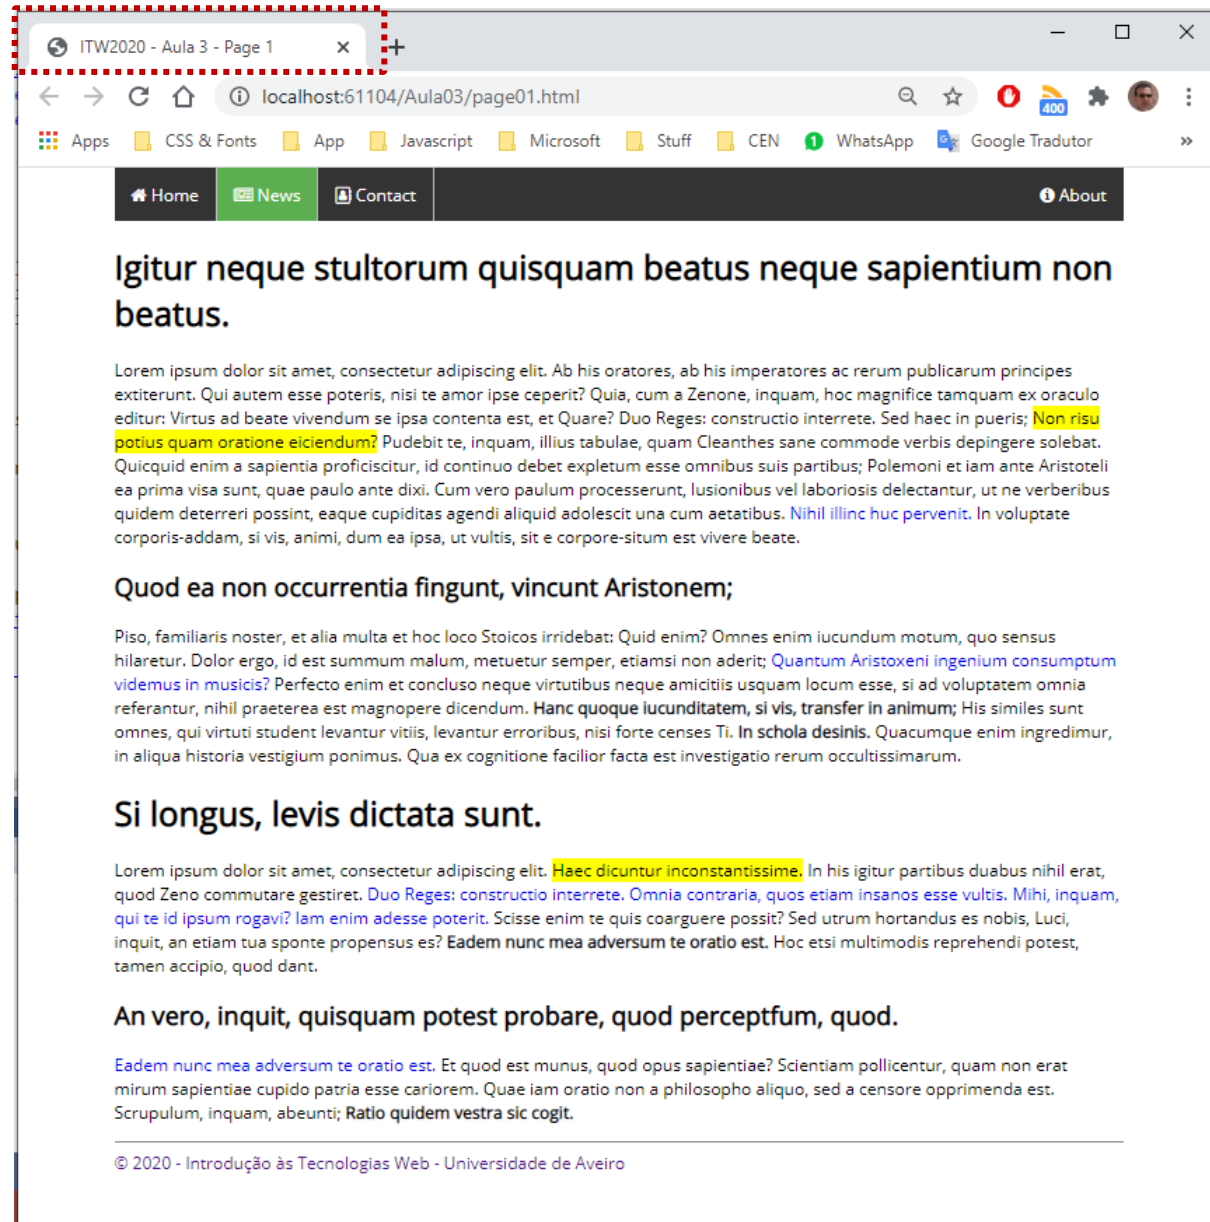 ITW2020 - Aula 3 - Page 1
localhost:61104/Aula03/page01.html
400
Apps CSS & Fonts App Javascript Microsoft Stuff CEN 1 WhatsApp Google Tradutor »
Home News Contact About
Igitur neque stultorum quisquam beatus neque sapientium non
beatus.
Lorem ipsum dolor sit amet, consectetur adipiscing elit. Ab his oratores, ab his imperatores ac rerum publicarum principes
extiterunt. Qui autem esse poteris, nisi te amor ipse ceperit? Quia, cum a Zenone, inquam, hoc magnifice tamquam ex oraculo
editur: Virtus ad beate vivendum se ipsa contenta est, et Quare? Duo Reges: constructio interrete. Sed haec in pueris; Non risu
potius quam oratione eiciendum? Pudebit te, inquam, illius tabulae, quam Cleanthes sane commode verbis depingere solebat.
Quicquid enim a sapientia proficiscitur, id continuo debet expletum esse omnibus suis partibus; Polemoni et iam ante Aristoteli
ea prima visa sunt, quae paulo ante dixi. Cum vero paulum processerunt, lusionibus vel laboriosis delectantur, ut ne verberibus
quidem deterreri possint, eaque cupiditas agendi aliquid adolescit una cum aetatibus. Nihil illinc huc pervenit. In voluptate
corporis-addam, si vis, animi, dum ea ipsa, ut vultis, sit e corpore-situm est vivere beate.
Quod ea non occurrentia fingunt, vincunt Aristonem;
Piso, familiaris noster, et alia multa et hoc loco Stoicos irridebat: Quid enim? Omnes enim iucundum motum, quo sensus
hilaretur. Dolor ergo, id est summum malum, metuetur semper, etiamsi non aderit; Quantum Aristoxeni ingenium consumptum
videmus in musicis? Perfecto enim et concluso neque virtutibus neque amicitiis usquam locum esse, si ad voluptatem omnia
referantur, nihil praeterea est magnopere dicendum. Hanc quoque iucunditatem, si vis, transfer in animum; His similes sunt
omnes, qui virtuti student levantur vitiis, levantur erroribus, nisi forte censes Ti. In schola desinis. Quacumque enim ingredimur,
in aliqua historia vestigium ponimus. Qua ex cognitione facilior facta est investigatio rerum occultissimarum.
Si longus, levis dictata sunt.
Lorem ipsum dolor sit amet, consectetur adipiscing elit. Haec dicuntur inconstantissime. In his igitur partibus duabus nihil erat,
quod Zeno commutare gestiret. Duo Reges: constructio interrete. Omnia contraria, quos etiam insanos esse vultis. Mihi, inquam,
qui te id ipsum rogavi? Iam enim adesse poterit. Scisse enim te quis coarguere possit? Sed utrum hortandus es nobis, Luci,
inquit, an etiam tua sponte propensus es? Eadem nunc mea adversum te oratio est. Hoc etsi multimodis reprehendi potest,
tamen accipio, quod dant.
An vero, inquit, quisquam potest probare, quod perceptfum, quod.
Eadem nunc mea adversum te oratio est. Et quod est munus, quod opus sapientiae? Scientiam pollicentur, quam non erat
mirum sapientiae cupido patria esse cariorem. Quae iam oratio non a philosopho aliquo, sed a censore opprimenda est.
Scrupulum, inquam, abeunti; Ratio quidem vestra sic cogit.
© 2020 - Introdução às Tecnologias Web - Universidade de Aveiro